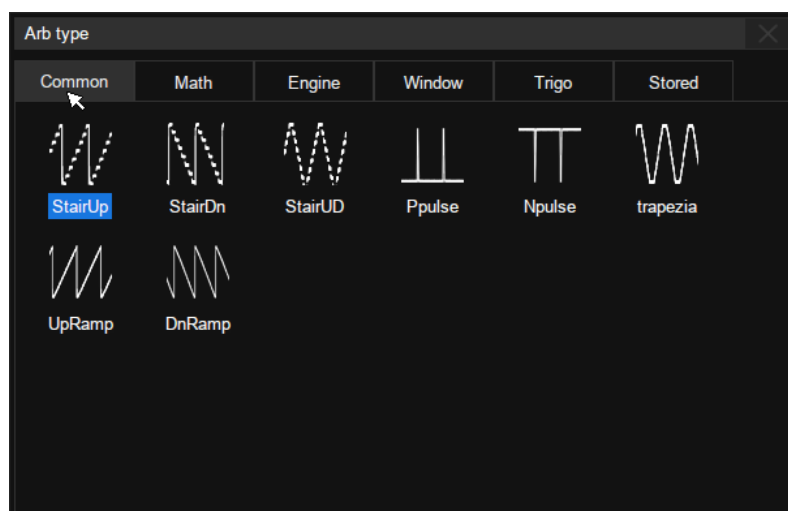 Arb type
Common Math Engine Window Trigo Stored
StairUp StairDn StairUD Ppulse Npulse trapezia
UpRamp DnRamp